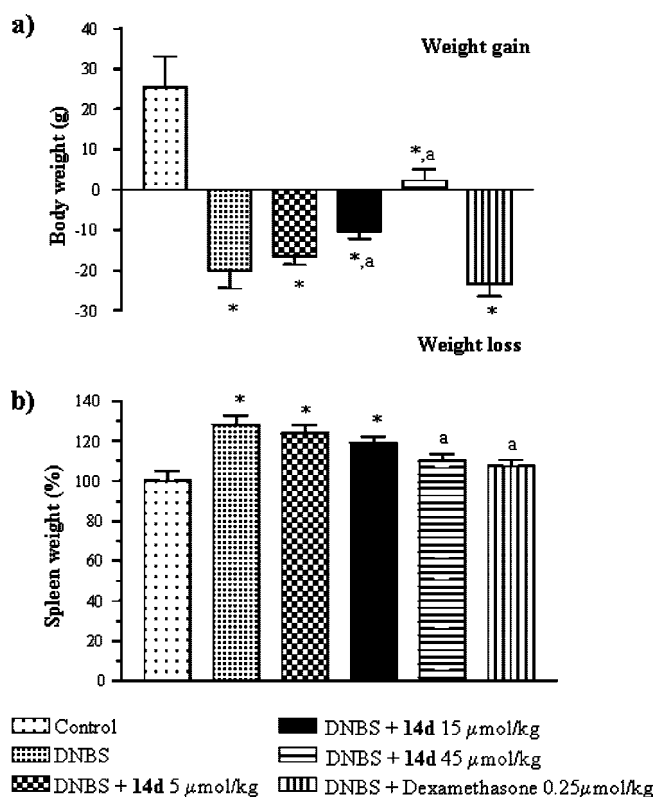 a)
Weight gain
Body weight (g)
40
30
20
10
0
-10
-20
-30
*
*
*,a
*,a
*
Weight loss
b)
Spleen weight (%)
140
120
100
80
60
40
20
0
*
*
*
a
a
Control
DNBS
DNBS + 14d 5 µmol/kg
DNBS + 14d 15 µmol/kg
DNBS + 14d 45 µmol/kg
DNBS + Dexamethasone 0.25µmol/kg